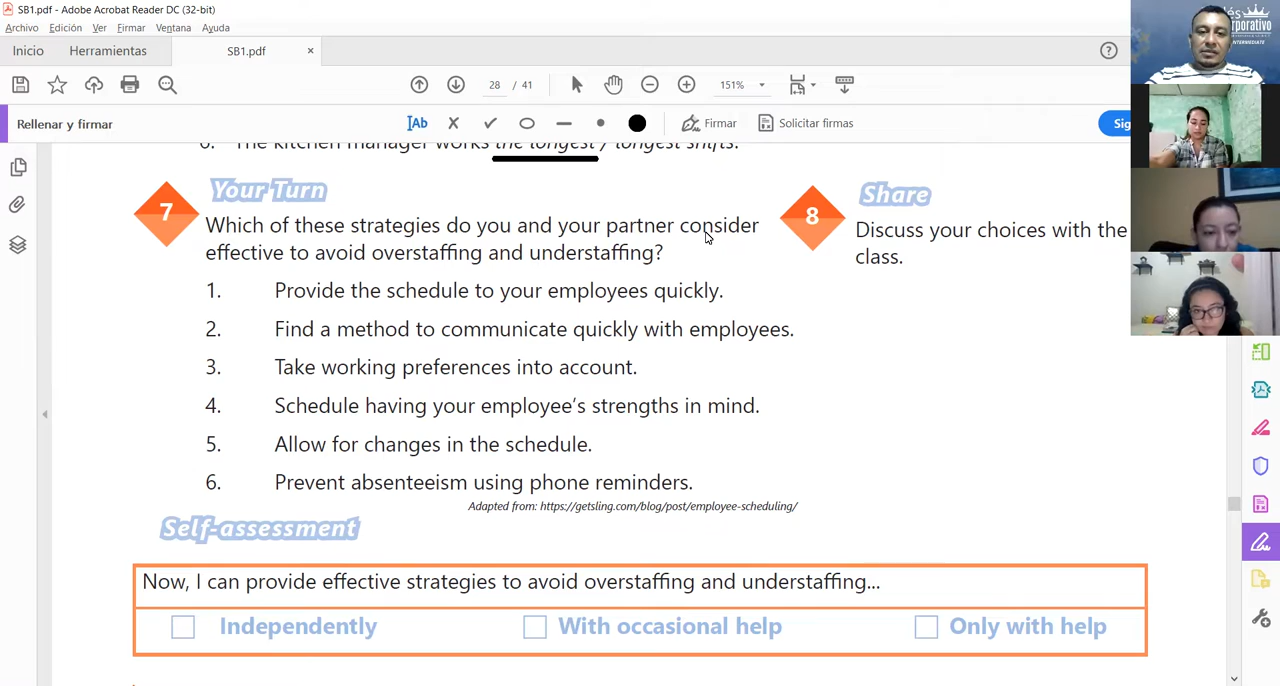 SB1.pdf - Adobe Acrobat Reader DC (32-bit)
Archivo Edición Ver Firmar Ventana Ayuda
Inicio Herramientas SB1.pdf ×
28 / 41 151%
Rellenar y firmar
Firmar Solicitar firmas
Sig
6. The kitchen manager works the longest / longest shifts.
7 Your Turn
Which of these strategies do you and your partner consider
effective to avoid overstaffing and understaffing?
1. Provide the schedule to your employees quickly.
2. Find a method to communicate quickly with employees.
3. Take working preferences into account.
4. Schedule having your employee's strengths in mind.
5. Allow for changes in the schedule.
6. Prevent absenteeism using phone reminders.
Adapted from: https://getsling.com/blog/post/employee-scheduling/
8 Share
Discuss your choices with the
class.
Self-assessment
Now, I can provide effective strategies to avoid overstaffing and understaffing...
Independently With occasional help Only with help